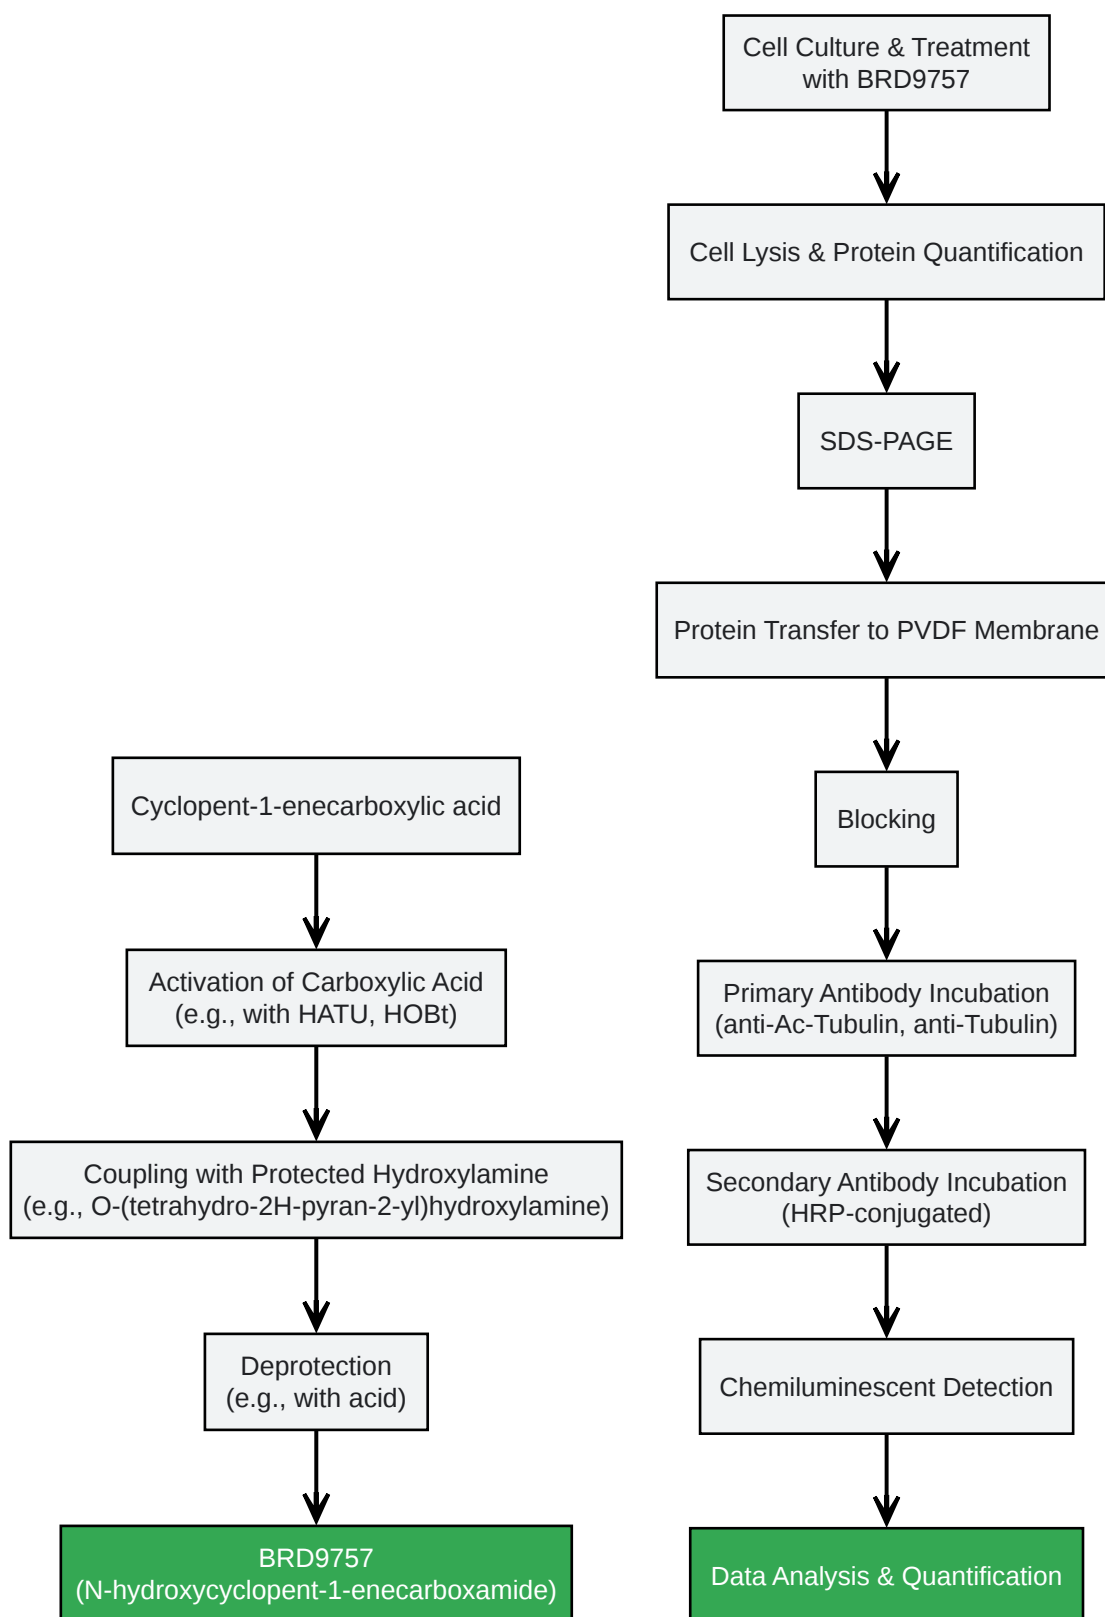 Cell Culture & Treatment
with BRD9757
Cell Lysis & Protein Quantification
SDS-PAGE
Protein Transfer to PVDF Membrane
Blocking
Primary Antibody Incubation
(anti-Ac-Tubulin, anti-Tubulin)
Secondary Antibody Incubation
(HRP-conjugated)
Chemiluminescent Detection
Data Analysis & Quantification
Cyclopent-1-enecarboxylic acid
Activation of Carboxylic Acid
(e.g., with HATU, HOBt)
Coupling with Protected Hydroxylamine
(e.g., O-(tetrahydro-2H-pyran-2-yl)hydroxylamine)
Deprotection
(e.g., with acid)
BRD9757
(N-hydroxycyclopent-1-enecarboxamide)